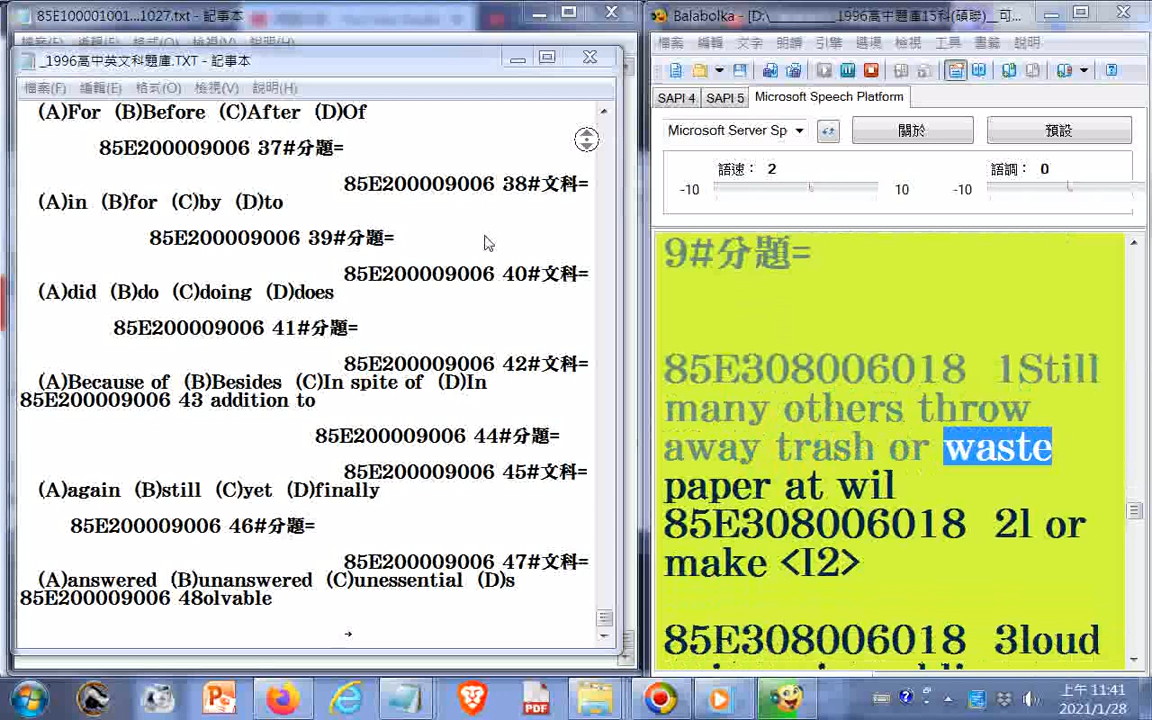 85E100001001...1027.txt - 記事本
_1996高中英文科題庫.TXT - 記事本
檔案(F) 編輯(E) 格式(O) 檢視(V) 說明(H)
(A)For (B)Before (C)After (D)Of
85E200009006 37#分題=
85E200009006 38#文科=
(A)in (B)for (C)by (D)to
85E200009006 39#分題=
85E200009006 40#文科=
(A)did (B)do (C)doing (D)does
85E200009006 41#分題=
85E200009006 42#文科=
(A)Because of (B)Besides (C)In spite of (D)In
85E200009006 43 addition to
85E200009006 44#分題=
85E200009006 45#文科=
(A)again (B)still (C)yet (D)finally
85E200009006 46#分題=
85E200009006 47#文科=
(A)answered (B)unanswered (C)unessential (D)s
85E200009006 48olvable
Balabolka - [D:\________1996高中題庫15科(碩聯)__可...
檔案 編輯 文字 朗讀 引擎 選項 檢視 工具 書籤 說明
SAPI 4 SAPI 5 Microsoft Speech Platform
Microsoft Server Sp 關於 預設
語速： 2 語調： 0
-10 10 -10
9#分題=
85E308006018 1Still
many others throw
away trash or waste
paper at wil
85E308006018 2l or
make <I2>
85E308006018 3loud
PDF
上午 11:41
2021/1/28